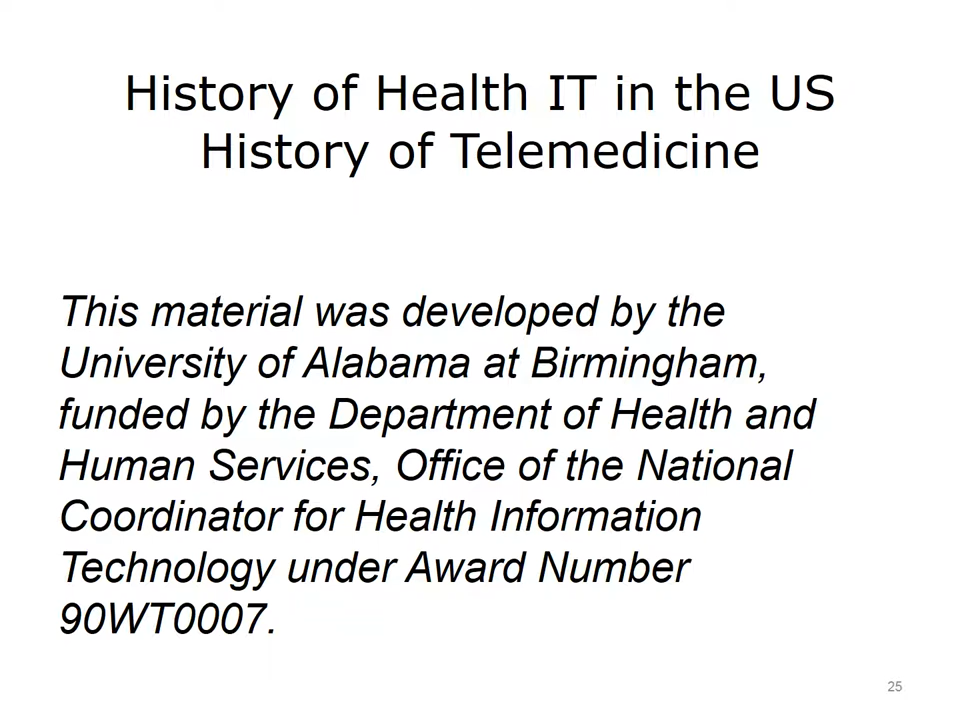 History of Health IT in the US
History of Telemedicine
This material was developed by the
University of Alabama at Birmingham,
funded by the Department of Health and
Human Services, Office of the National
Coordinator for Health Information
Technology under Award Number
90WT0007.
25